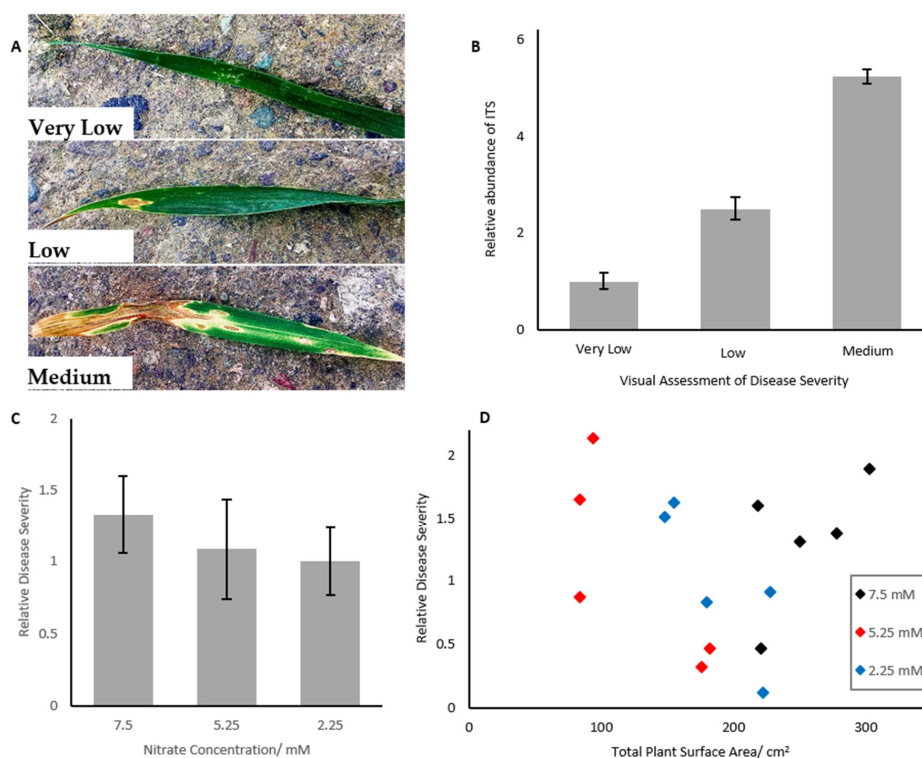 A
Very Low
Low
Medium
B
Relative abundance of ITS
6
4
2
0
Very Low
Low
Medium
Visual Assessment of Disease Severity
C
Relative Disease Severity
2
1.5
1
0.5
0
7.5
5.25
2.25
Nitrate Concentration/ mM
D
Relative Disease Severity
2
1.5
1
0.5
0
0
100
200
300
Total Plant Surface Area/ cm²
7.5 mM
5.25 mM
2.25 mM